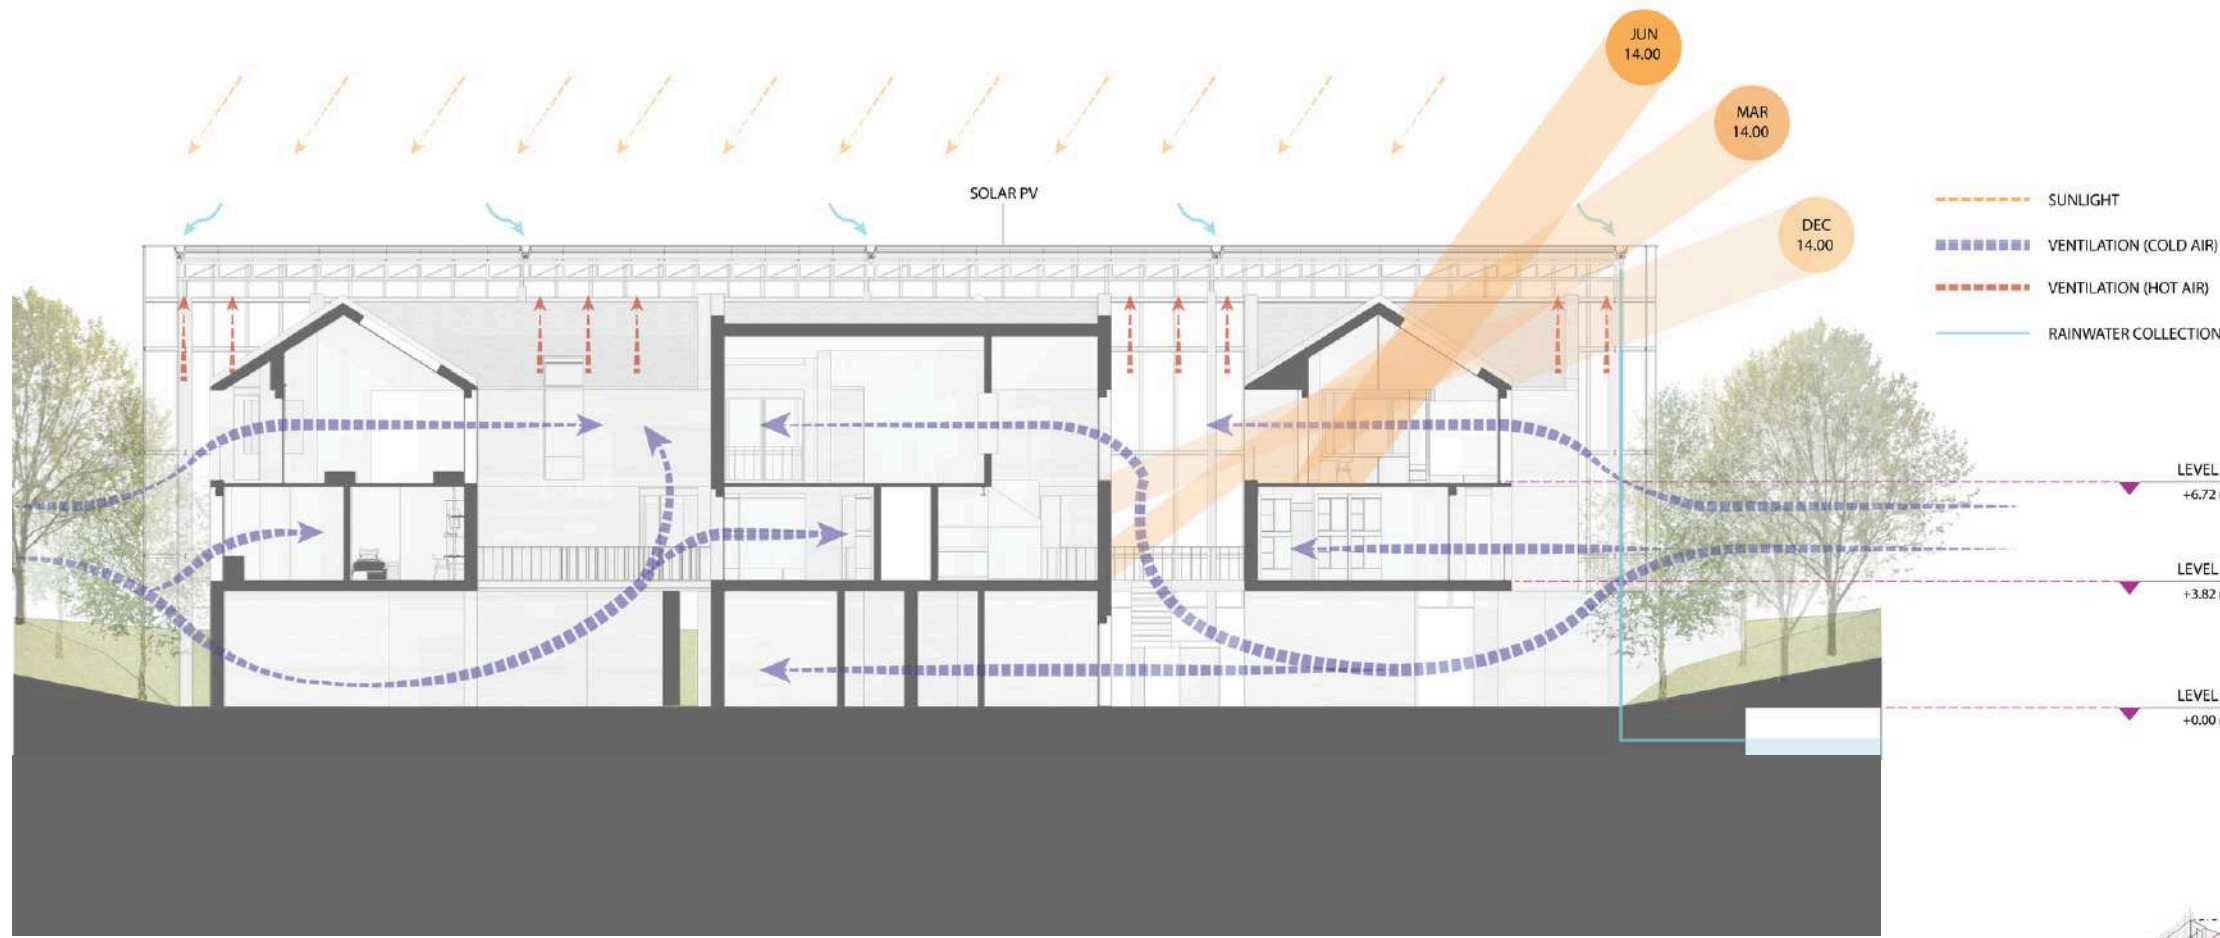 JUN
14.00
MAR
14.00
DEC
14.00
SOLAR PV
SUNLIGHT
VENTILATION (COLD AIR)
VENTILATION (HOT AIR)
RAINWATER COLLECTION
LEVEL
+6.72
LEVEL
+3.82
LEVEL
+0.00